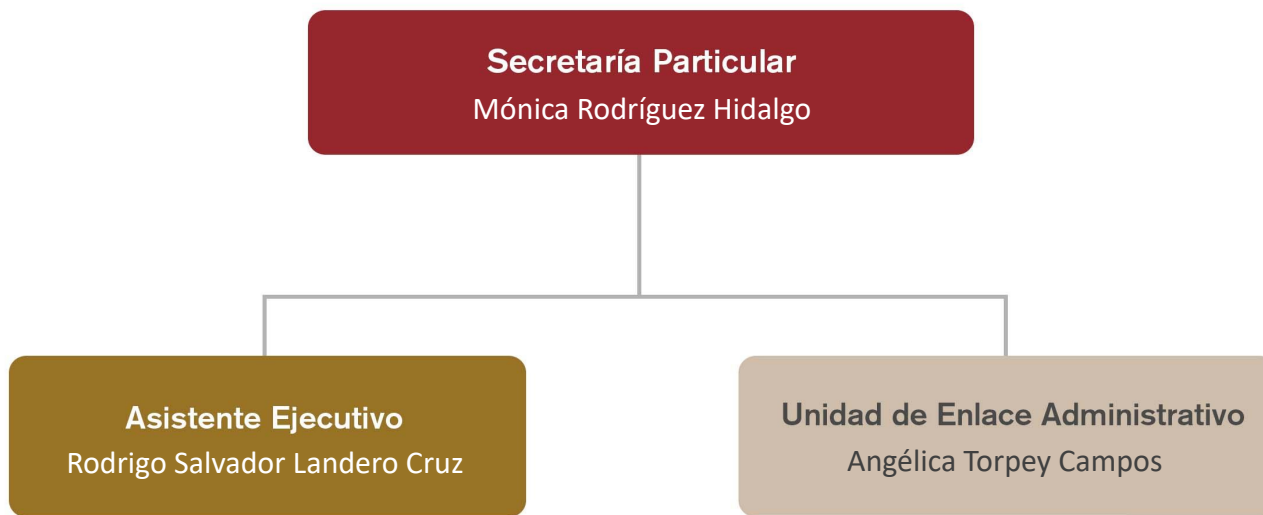 Secretaría Particular
Mónica Rodríguez Hidalgo
Asistente Ejecutivo
Rodrigo Salvador Landero Cruz
Unidad de Enlace Administrativo
Angélica Torpey Campos